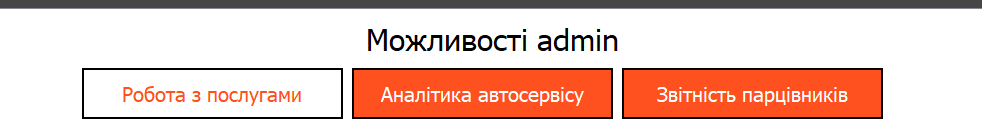 Можливості admin
Робота з послугами
Аналітика автосервісу
Звітність парцівників